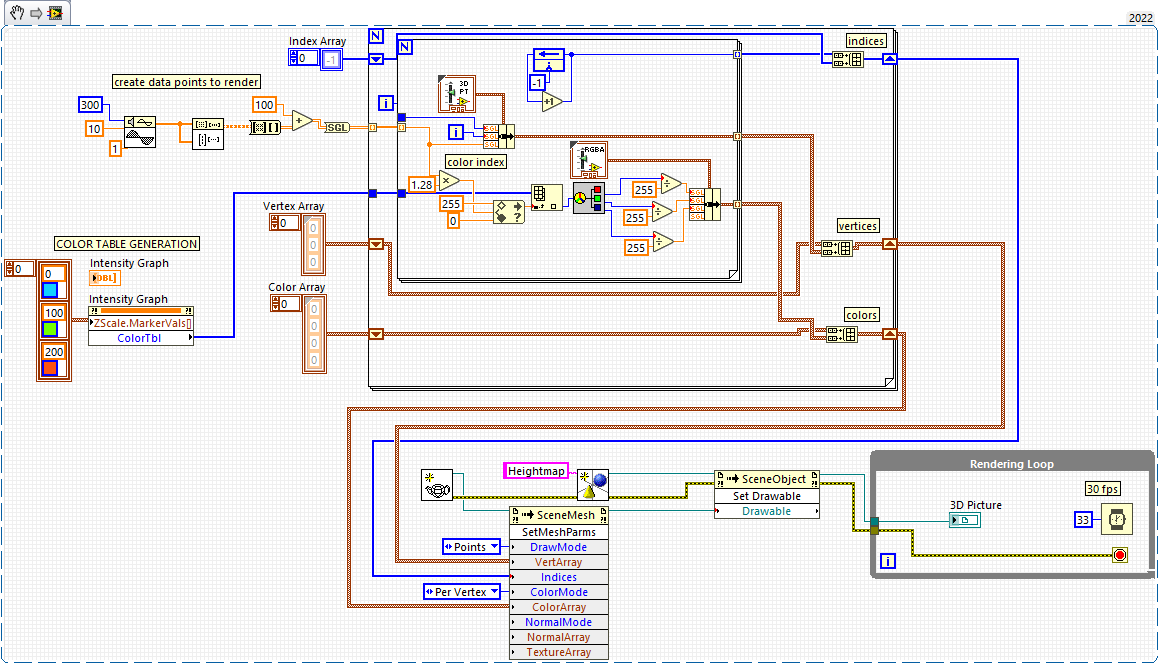 2022
Index Array
0
-1
N
N
indices
create data points to render
300
10
1
100
+
SGL
i
3D
PT
-1
+1
i
SGL
SGL
SGL
color index
RGBA
1.28
×
255
0
255
÷
255
÷
255
÷
SGL
SGL
SGL
SGL
Vertex Array
0
0
0
0
vertices
COLOR TABLE GENERATION
Intensity Graph
DBL]
0
0
100
200
Intensity Graph
ZScale.MarkerVals[]
ColorTbl
Color Array
0
0
0
0
0
colors
Heightmap
SceneObject
Set Drawable
Drawable
SceneMesh
SetMeshParms
Points
DrawMode
VertArray
Indices
Per Vertex
ColorMode
ColorArray
NormalMode
NormalArray
TextureArray
Rendering Loop
3D Picture
30 fps
33
i